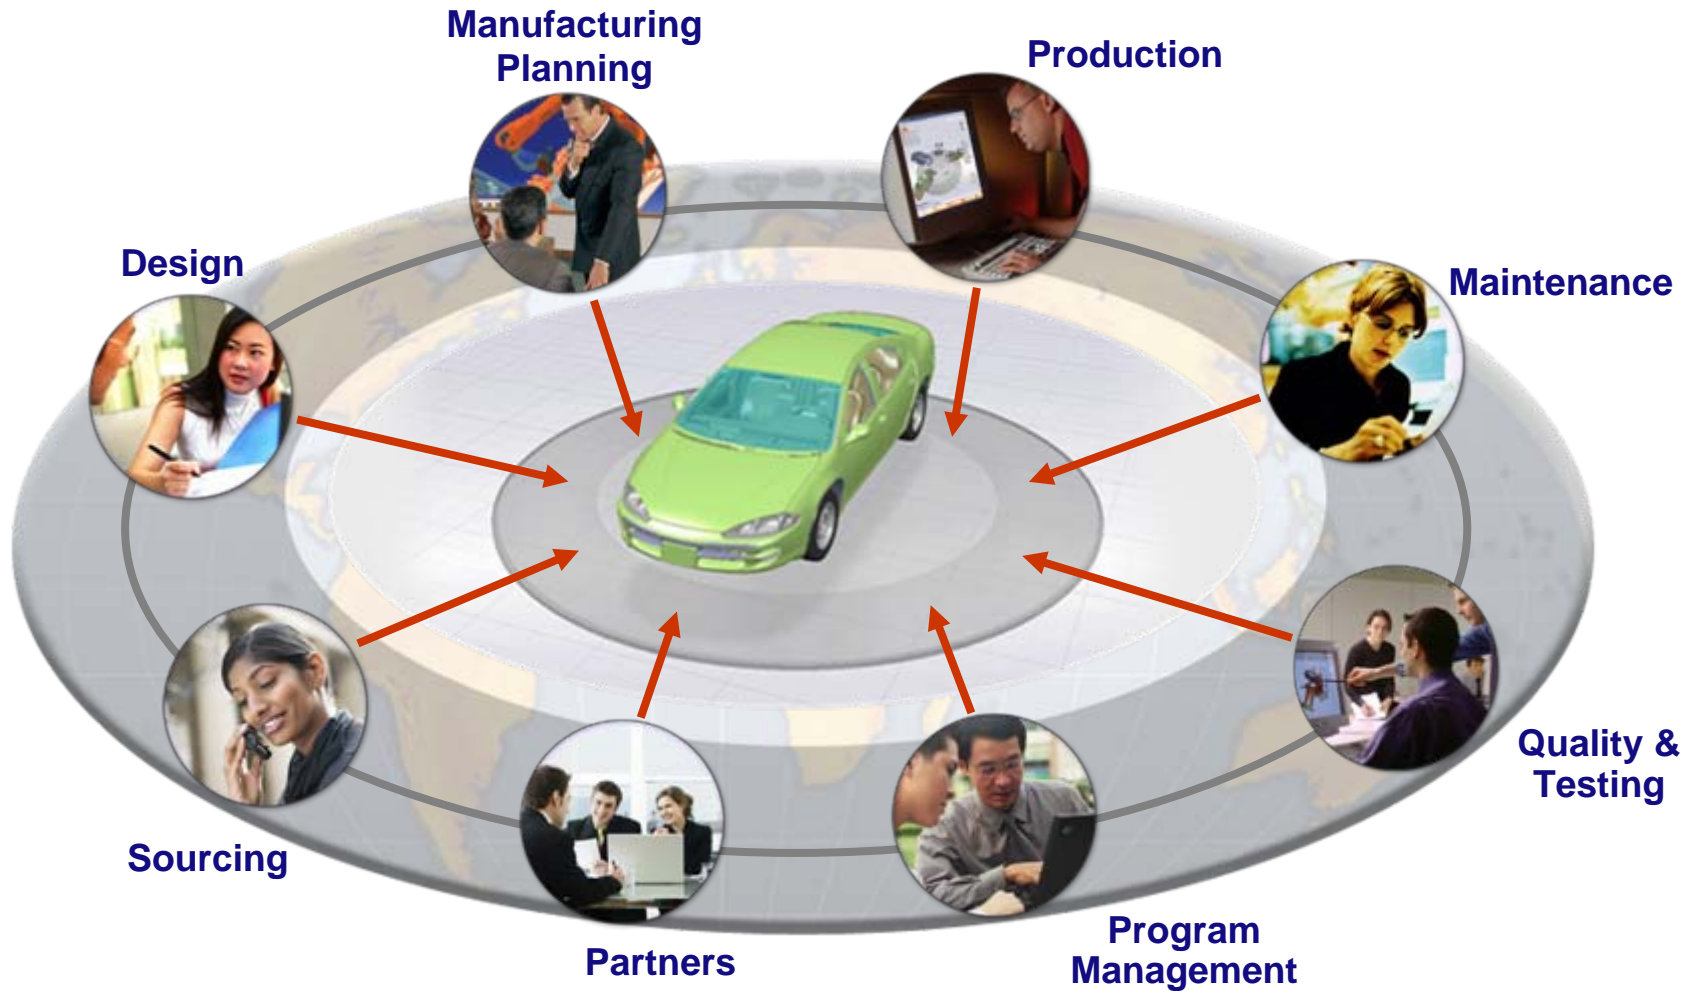 Manufacturing
Planning
Production
Design
Maintenance
Quality &
Testing
Sourcing
Program
Management
Partners